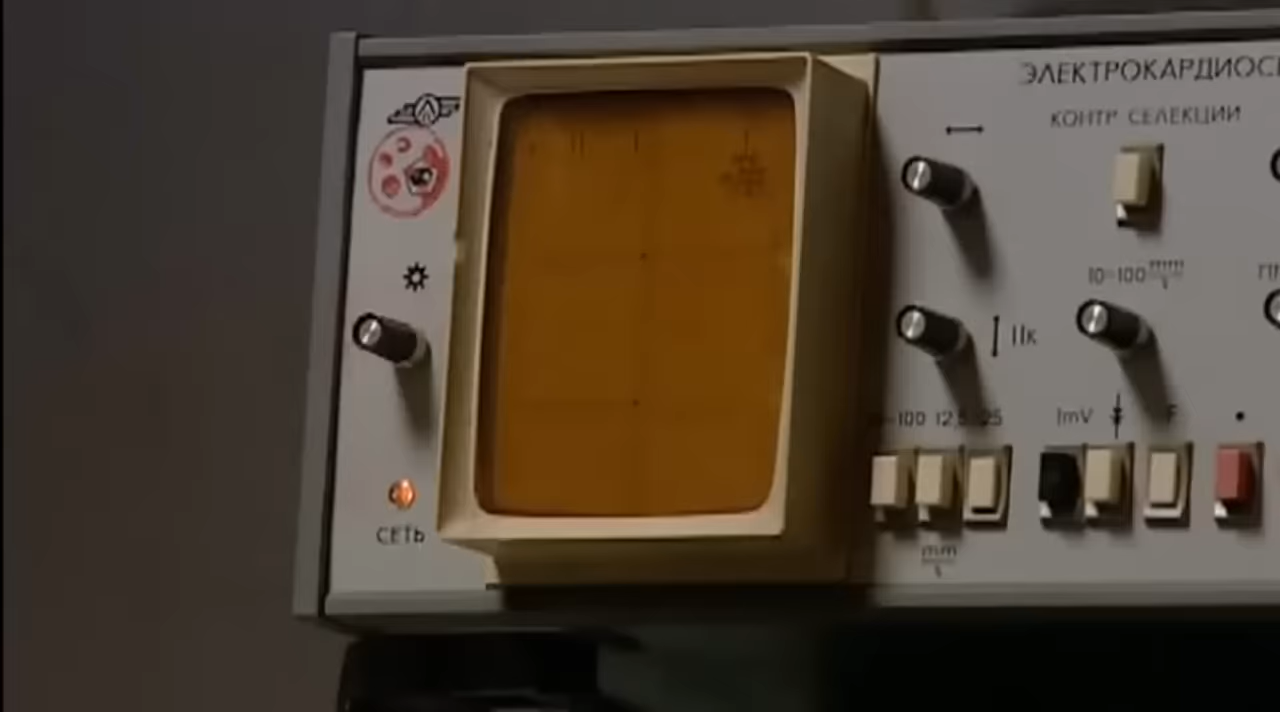 ЭЛЕКТРОКАРДИОС
КОНТР СЕЛЕКЦИИ
10-100
IIк
-100 12,5 25
1mV
F
СЕТЬ
mm
s